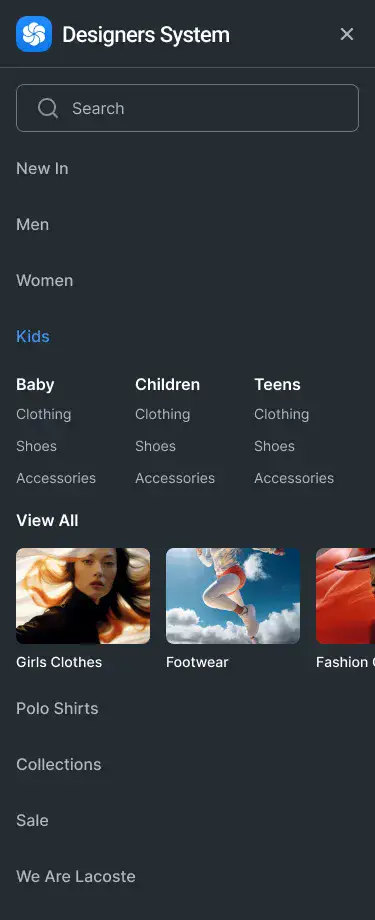 Designers System
Search
New In
Men
Women
Kids
Baby Children Teens
Clothing Clothing Clothing
Shoes Shoes Shoes
Accessories Accessories Accessories
View All
Girls Clothes Footwear Fashion
Polo Shirts
Collections
Sale
We Are Lacoste